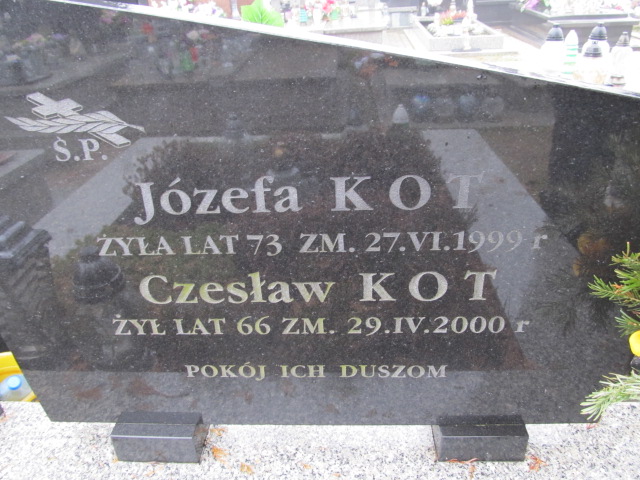 Ś.P.
Józefa KOT
ŻYŁA LAT 73 ZM. 27.VI.1999 r
Czesław KOT
ŻYŁ LAT 66 ZM. 29.IV.2000 r
POKÓJ ICH DUSZOM